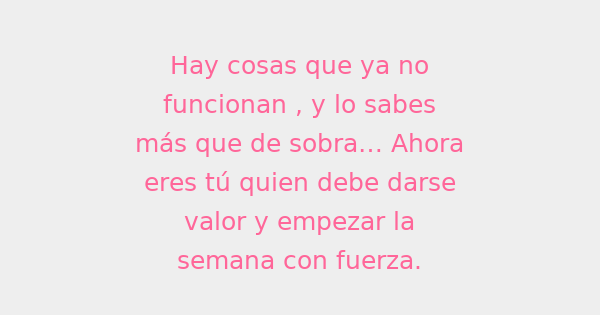 Hay cosas que ya no
funcionan , y lo sabes
más que de sobra... Ahora
eres tú quien debe darse
valor y empezar la
semana con fuerza.